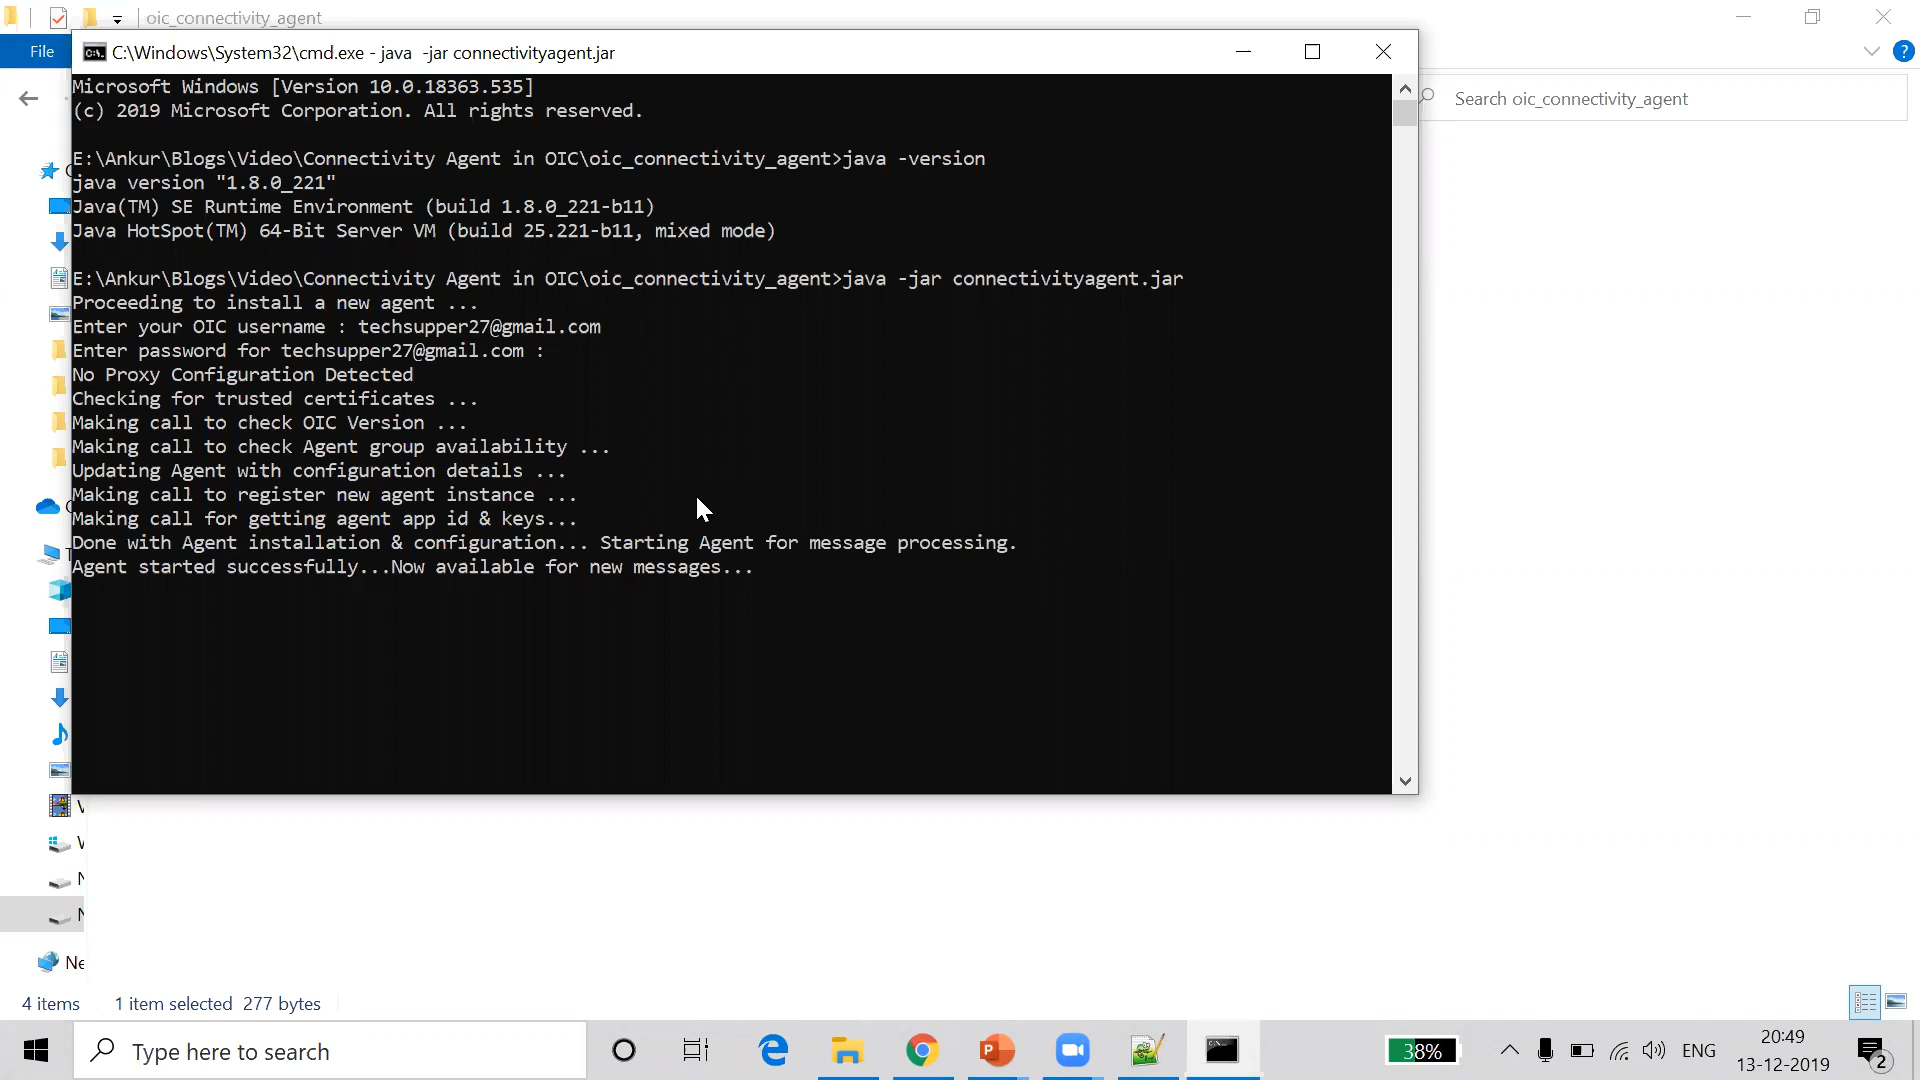 oic_connectivity_agent
File
C:\Windows\System32\cmd.exe - java  -jar connectivityagent.jar
Search oic_connectivity_agent
Microsoft Windows [Version 10.0.18363.535]
(c) 2019 Microsoft Corporation. All rights reserved.
E:\Ankur\Blogs\Video\Connectivity Agent in OIC\oic_connectivity_agent>java -version
java version "1.8.0_221"
Java(TM) SE Runtime Environment (build 1.8.0_221-b11)
Java HotSpot(TM) 64-Bit Server VM (build 25.221-b11, mixed mode)
E:\Ankur\Blogs\Video\Connectivity Agent in OIC\oic_connectivity_agent>java -jar connectivityagent.jar
Proceeding to install a new agent ...
Enter your OIC username : techsupper27@gmail.com
Enter password for techsupper27@gmail.com :
No Proxy Configuration Detected
Checking for trusted certificates ...
Making call to check OIC Version ...
Making call to check Agent group availability ...
Updating Agent with configuration details ...
Making call to register new agent instance ...
Making call for getting agent app id & keys...
Done with Agent installation & configuration... Starting Agent for message processing.
Agent started successfully...Now available for new messages...
Ne
4 items 1 item selected 277 bytes
Type here to search
38%
ENG
20:49
13-12-2019
2